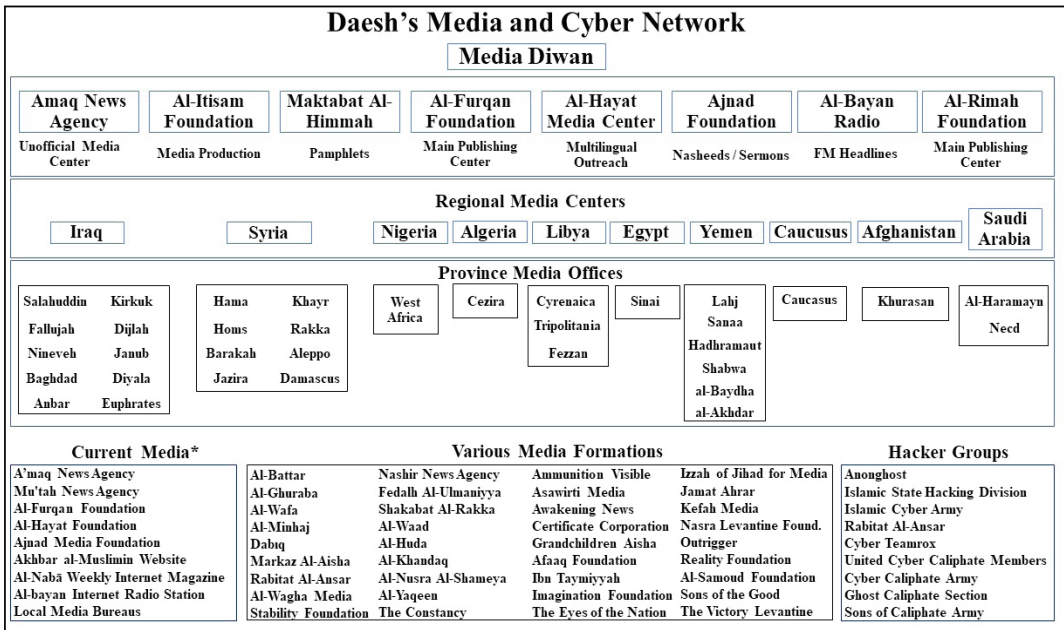 Daesh's Media and Cyber Network
Media Diwan
Amaq News
Agency
Al-Itisam
Foundation
Maktabat Al-
Himmah
Al-Furqan
Foundation
Al-Hayat
Media Center
Ajnad
Foundation
Al-Bayan
Radio
Al-Rimah
Foundation
Unofficial Media
Center
Media Production
Pamphlets
Main Publishing
Center
Multilingual
Outreach
Nasheeds / Sermons
FM Headlines
Main Publishing
Center
Regional Media Centers
Iraq
Syria
Nigeria
Algeria
Libya
Egypt
Yemen
Caucusus
Afghanistan
Saudi
Arabia
Province Media Offices
Salahuddin
Fallujah
Nineveh
Baghdad
Anbar
Kirkuk
Dijlah
Janub
Diyala
Euphrates
Hama
Homs
Barakah
Jazira
Khayr
Rakka
Aleppo
Damascus
West
Africa
Cezira
Cyrenaica
Tripolitania
Fezzan
Sinai
Lahj
Sanaa
Hadhramaut
Shabwa
al-Baydha
al-Akhdar
Caucasus
Khurasan
Al-Haramayn
Necd
Current Media*
A'maq News Agency
Mu'tah News Agency
Al-Furqan Foundation
Al-Hayat Foundation
Ajnad Media Foundation
Akhbar al-Muslimin Website
Al-Nabā Weekly Internet Magazine
Al-bayan Internet Radio Station
Local Media Bureaus
Various Media Formations
Al-Battar
Al-Ghuraba
Al-Wafa
Al-Minhaj
Dabıq
Markaz Al-Aisha
Rabitat Al-Ansar
Al-Wagha Media
Stability Foundation
Nashir News Agency
Fedalh Al-Ulmaniyya
Shakabat Al-Rakka
Al-Waad
Al-Huda
Al-Khandaq
Al-Nusra Al-Shameya
Al-Yaqeen
The Constancy
Ammunition Visible
Asawirti Media
Awakening News
Certificate Corporation
Grandchildren Aisha
Afaaq Foundation
Ibn Taymiyyah
Imagination Foundation
The Eyes of the Nation
Izzah of Jihad for Media
Jamat Ahrar
Kefah Media
Nasra Levantine Found.
Outrigger
Reality Foundation
Al-Samoud Foundation
Sons of the Good
The Victory Levantine
Hacker Groups
Anonghost
Islamic State Hacking Division
Islamic Cyber Army
Rabitat Al-Ansar
Cyber Teamrox
United Cyber Caliphate Members
Cyber Caliphate Army
Ghost Caliphate Section
Sons of Caliphate Army